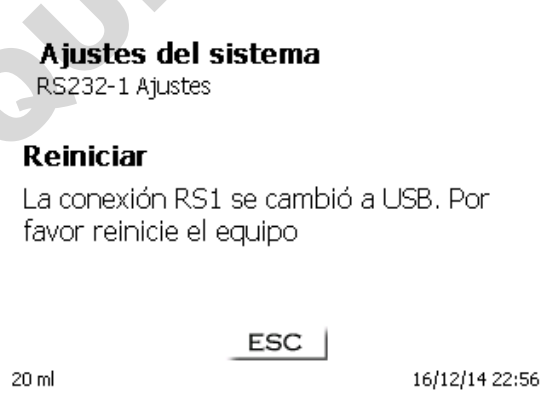 Ajustes del sistema
RS232-1 Ajustes
Reiniciar
La conexión RS1 se cambió a USB. Por
favor reinicie el equipo
ESC
20 ml 16/12/14 22:56